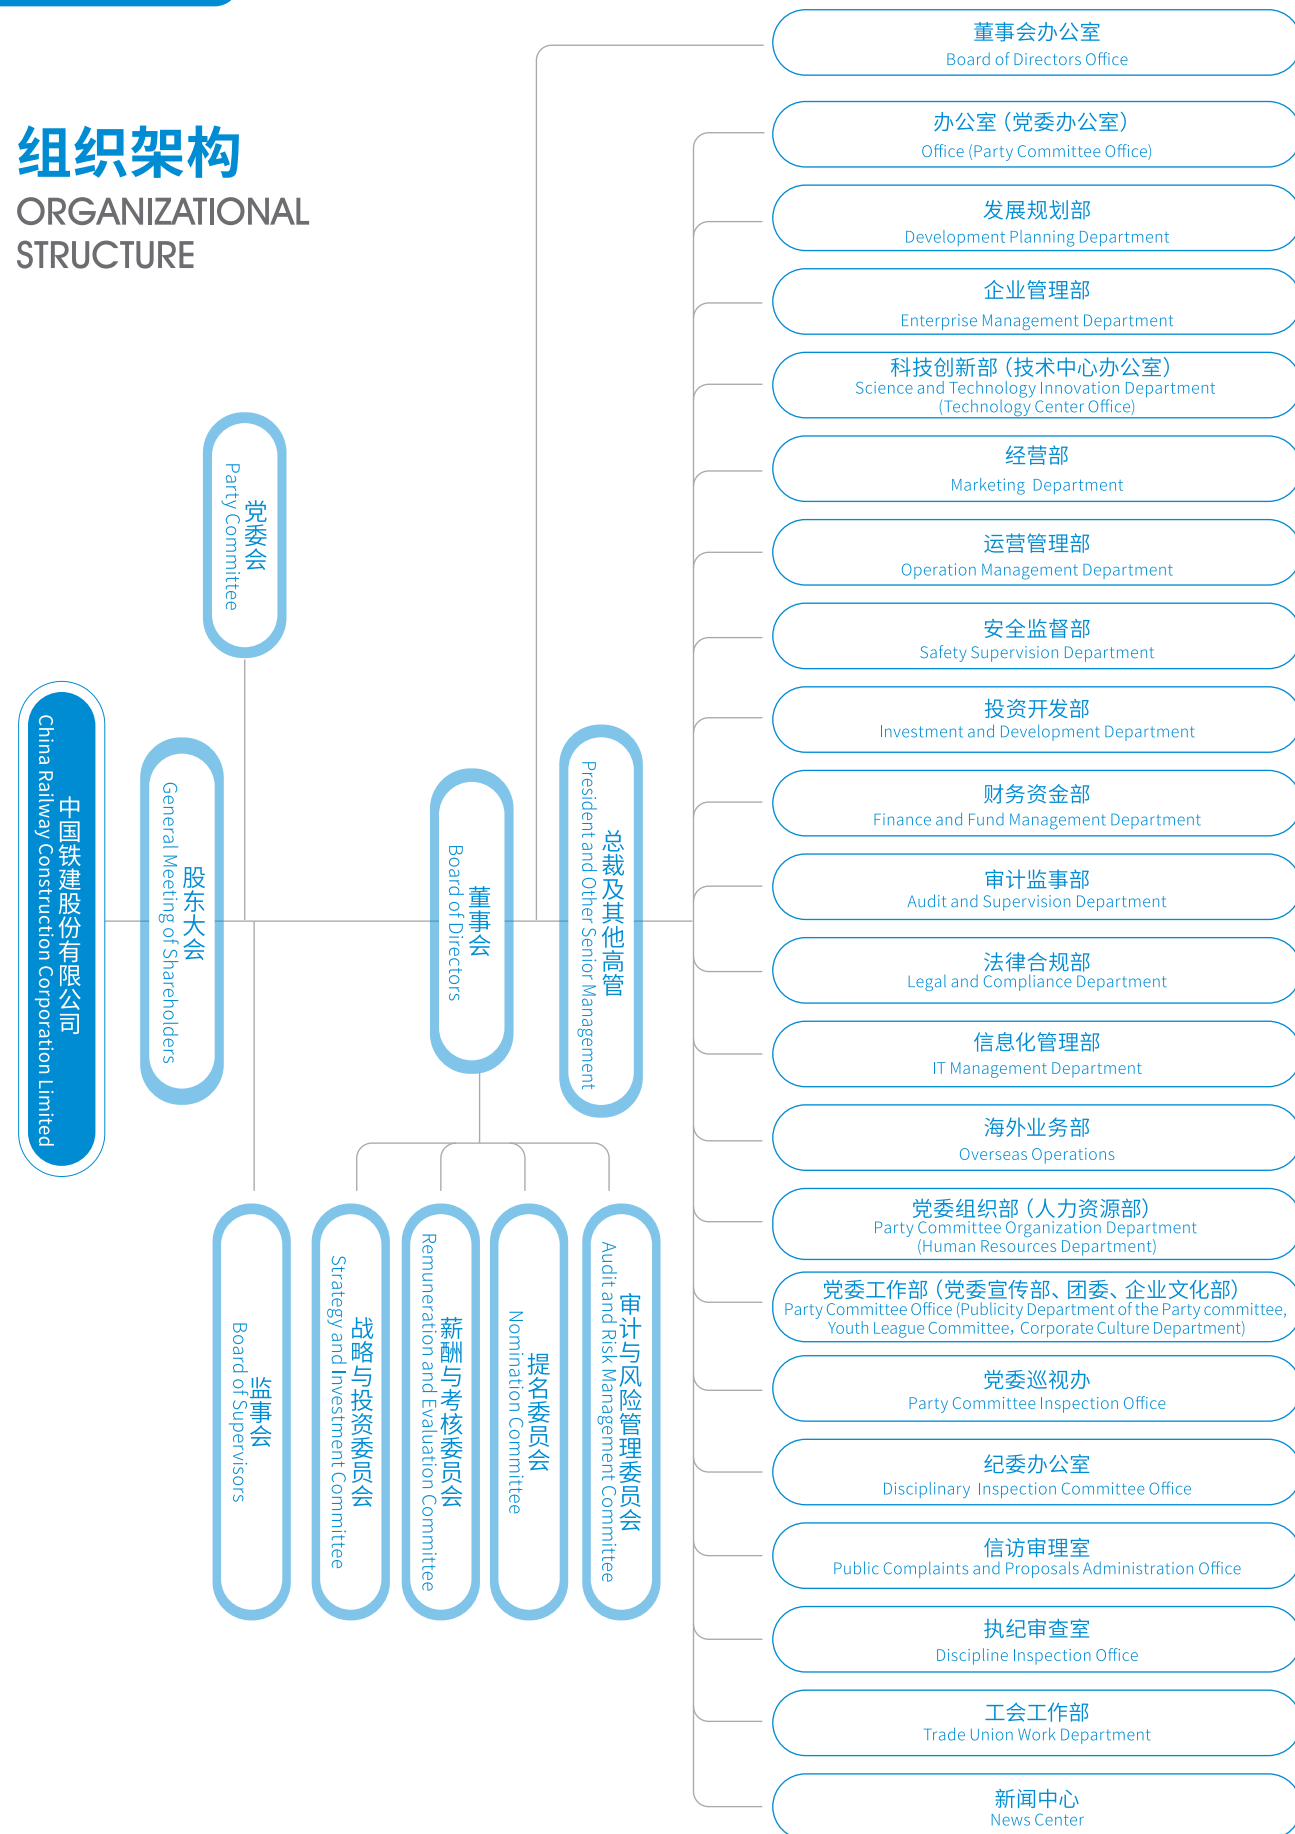 组织架构
ORGANIZATIONAL
STRUCTURE
中国铁建股份有限公司
China Railway Construction Corporation Limited
股东大会
General Meeting of Shareholders
党委会
Party Committee
董事会
Board of Directors
总裁及其他高管
President and Other Senior Management
监事会
Board of Supervisors
战略与投资委员会
Strategy and Investment Committee
薪酬与考核委员会
Remuneration and Evaluation Committee
提名委员会
Nomination Committee
审计与风险管理委员会
Audit and Risk Management Committee
董事会办公室
Board of Directors Office
办公室（党委办公室）
Office (Party Committee Office)
发展规划部
Development Planning Department
企业管理部
Enterprise Management Department
科技创新部（技术中心办公室）
Science and Technology Innovation Department
(Technology Center Office)
经营部
Marketing Department
运营管理部
Operation Management Department
安全监督部
Safety Supervision Department
投资开发部
Investment and Development Department
财务资金部
Finance and Fund Management Department
审计监事部
Audit and Supervision Department
法律合规部
Legal and Compliance Department
信息化管理部
IT Management Department
海外业务部
Overseas Operations
党委组织部（人力资源部）
Party Committee Organization Department
(Human Resources Department)
党委工作部（党委宣传部、团委、企业文化部）
Party Committee Office (Publicity Department of the Party committee,
Youth League Committee，Corporate Culture Department)
党委巡视办
Party Committee Inspection Office
纪委办公室
Disciplinary Inspection Committee Office
信访审理室
Public Complaints and Proposals Administration Office
执纪审查室
Discipline Inspection Office
工会工作部
Trade Union Work Department
新闻中心
News Center